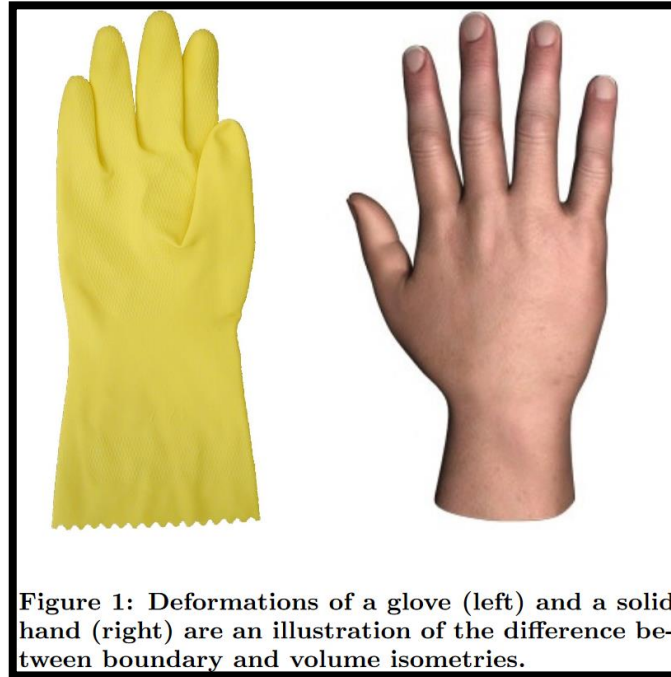 Figure 1: Deformations of a glove (left) and a solid
hand (right) are an illustration of the difference be-
tween boundary and volume isometries.